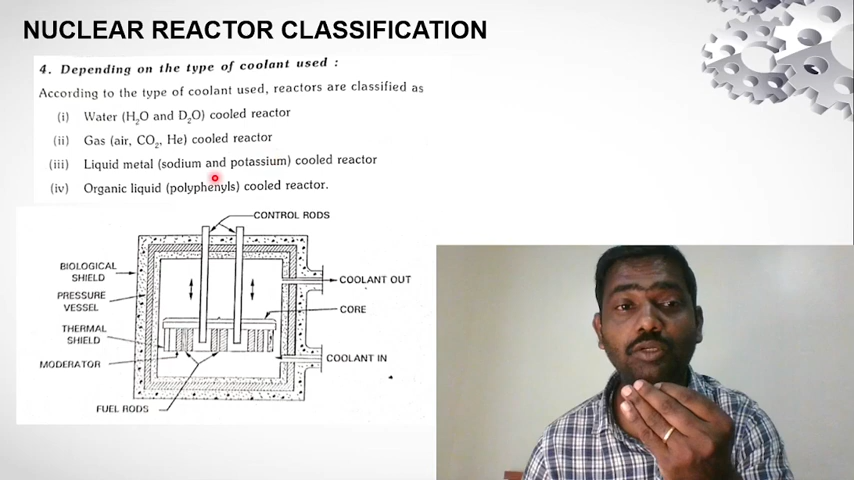 NUCLEAR REACTOR CLASSIFICATION
4. Depending on the type of coolant used :
According to the type of coolant used, reactors are classified as
(i) Water (H₂O and D₂O) cooled reactor
(ii) Gas (air, CO₂, He) cooled reactor
(iii) Liquid metal (sodium and potassium) cooled reactor
(iv) Organic liquid (polyphenyls) cooled reactor.
CONTROL RODS
BIOLOGICAL
SHIELD
COOLANT OUT
PRESSURE
VESSEL
CORE
THERMAL
SHIELD
COOLANT IN
MODERATOR
FUEL RODS